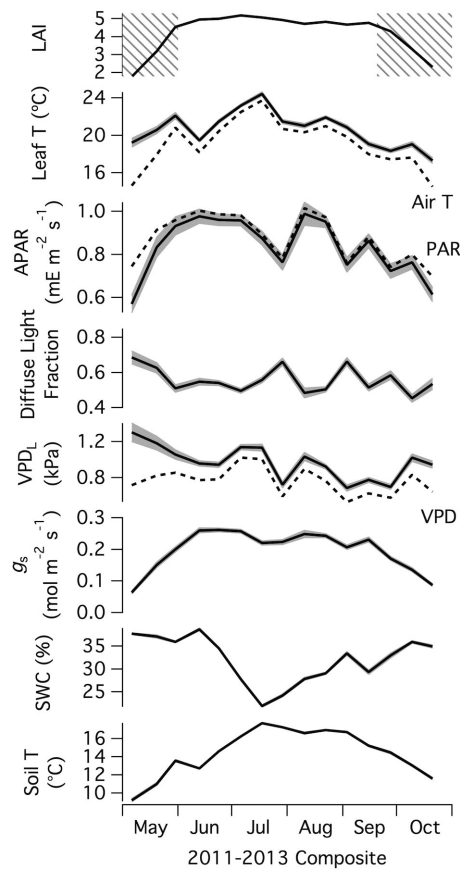 LAI
5
4
3
2
Leaf T (°C)
24
20
16
Air T
APAR
(mE m⁻² s⁻¹)
1.0
0.8
0.6
PAR
Diffuse Light
Fraction
0.8
0.6
0.4
VPD_L
(kPa)
1.2
0.8
VPD
g_s
(mol m⁻² s⁻¹)
0.3
0.2
0.1
0.0
SWC (%)
35
30
25
Soil T
(°C)
16
14
12
10
May Jun Jul Aug Sep Oct
2011-2013 Composite